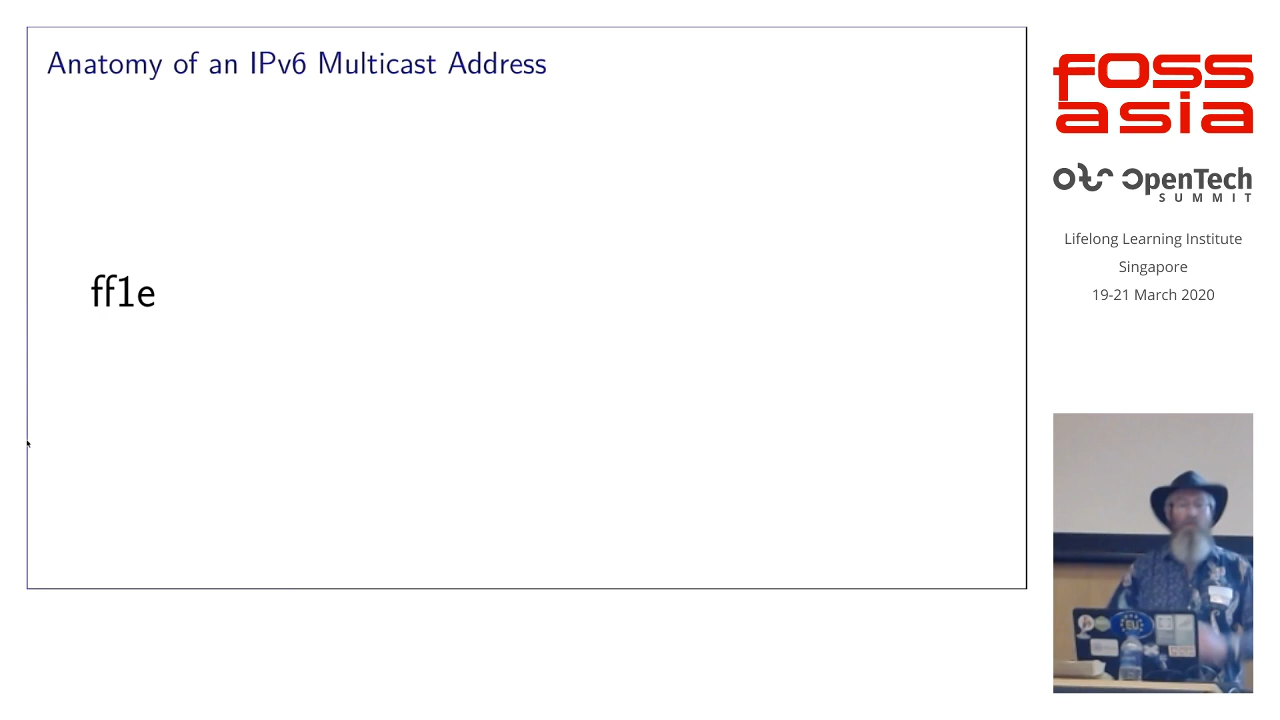 Anatomy of an IPv6 Multicast Address
ff1e
FOSS
asia
OpenTech
SUMMIT
Lifelong Learning Institute
Singapore
19-21 March 2020
EU